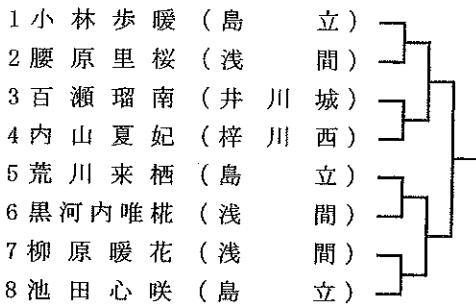 1 小林歩暖 (島立)
2 腰原里桜 (浅間)
3 百瀬瑠南 (井川城)
4 内山夏妃 (梓川西)
5 荒川来栖 (島立)
6 黒河内唯椛 (浅間)
7 柳原暖花 (浅間)
8 池田心咲 (島立)